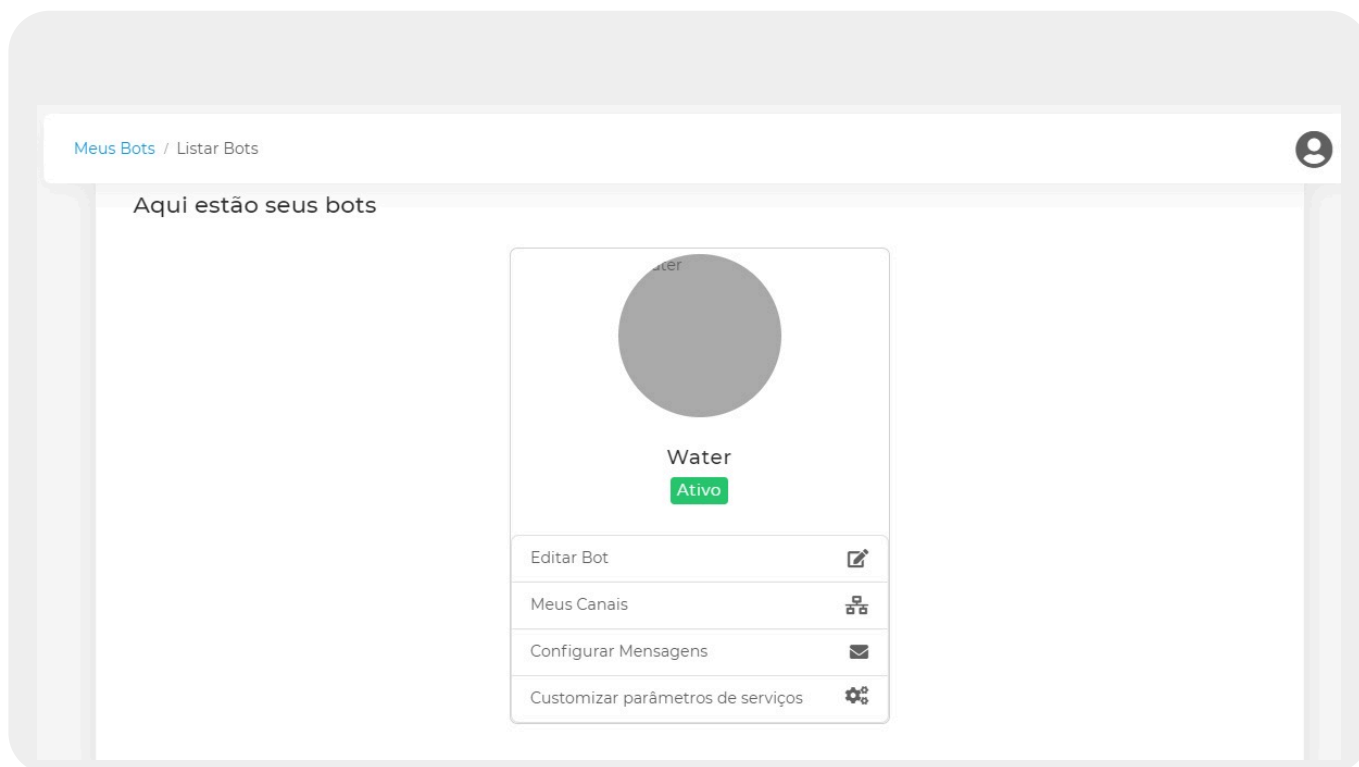 Meus Bots / Listar Bots
Aqui estão seus bots
Water
Ativo
Editar Bot
Meus Canais
Configurar Mensagens
Customizar parâmetros de serviços